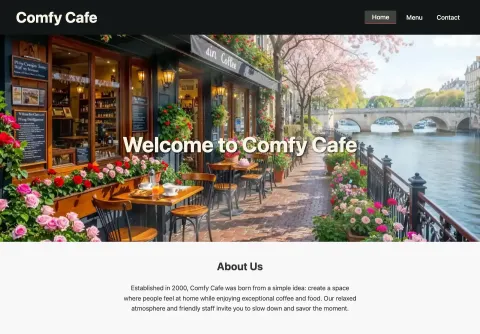 Comfy Cafe
Home Menu Contact
Coffee
Welcome to Comfy Cafe
About Us
Established in 2000, Comfy Cafe was born from a simple idea: create a space
where people feel at home while enjoying exceptional coffee and food. Our relaxed
atmosphere and friendly staff invite you to slow down and savor the moment.